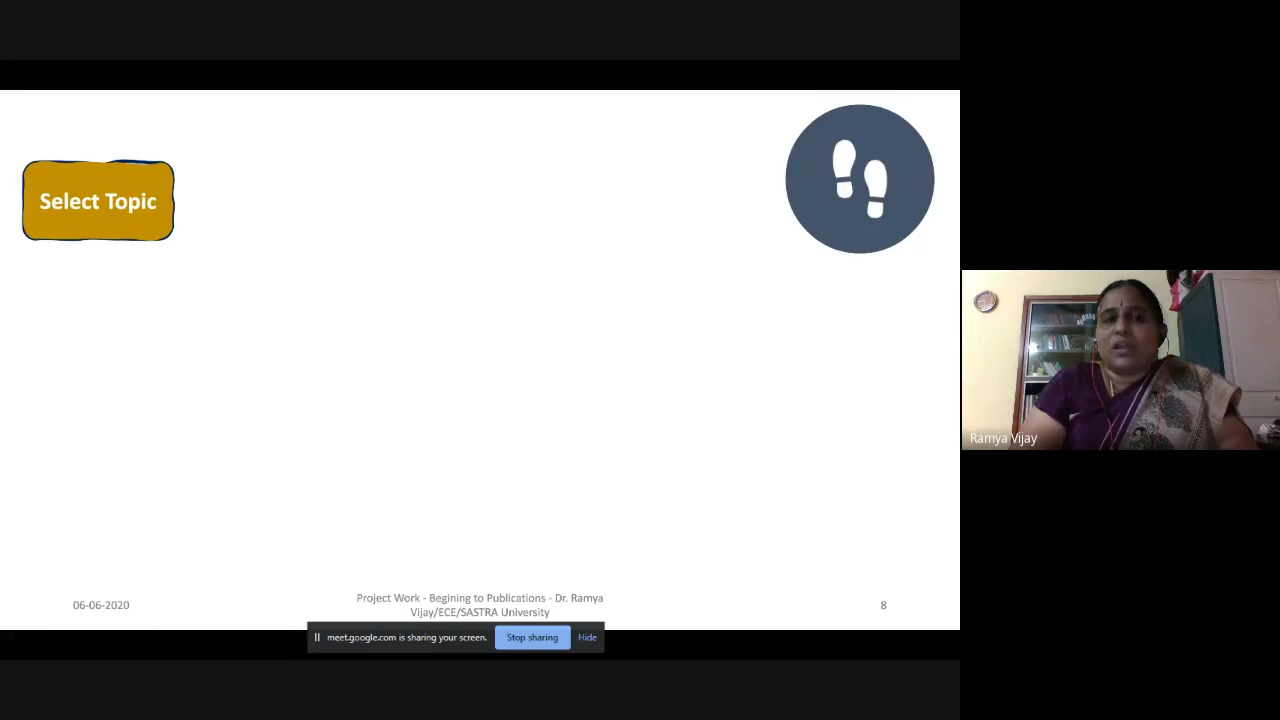 Select Topic
Ramya Vijay
06-06-2020
Project Work - Begining to Publications - Dr. Ramya
Vijay/ECE/SASTRA University
8
meet.google.com is sharing your screen.
Stop sharing
Hide